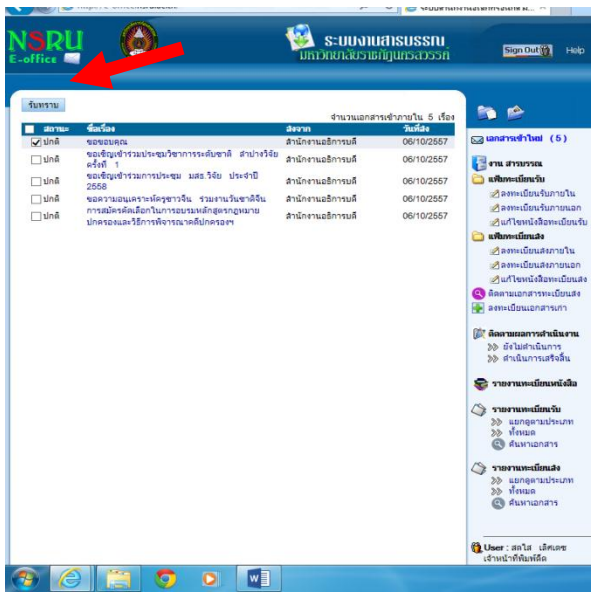 NSRU
E-office
ระบบงานสารบรรณ
มหาวิทยาลัยราชภัฏนครสวรรค์
Sign Out
Help
รับทราบ
จำนวนเอกสารเข้าภายใน 5 เรื่อง
สถานะ ชื่อเรื่อง ส่งจาก วันที่ส่ง
ปกติ ขอขอบคุณ สำนักงานอธิการบดี 06/10/2557
ปกติ ขอเชิญเข้าร่วมประชุมวิชาการระดับชาติ ลำปางวิจัย ครั้งที่ 1 สำนักงานอธิการบดี 06/10/2557
ปกติ ขอเชิญเข้าร่วมการประชุม มสธ.วิจัย ประจำปี 2558 สำนักงานอธิการบดี 06/10/2557
ปกติ ขอความอนุเคราะห์ครูชาวจีน ร่วมงานวันชาติจีน สำนักงานอธิการบดี 06/10/2557
ปกติ การสมัครคัดเลือกในการอบรมหลักสูตรกฎหมาย ปกครองและวิธีการพิจารณาคดีปกครองฯ สำนักงานอธิการบดี 06/10/2557
เอกสารเข้าใหม่ (5)
งาน สารบรรณ
แฟ้มทะเบียนรับ
ลงทะเบียนรับภายใน
ลงทะเบียนรับภายนอก
แก้ไขหนังสือทะเบียนรับ
แฟ้มทะเบียนส่ง
ลงทะเบียนส่งภายใน
ลงทะเบียนส่งภายนอก
แก้ไขหนังสือทะเบียนส่ง
ติดตามเอกสารทะเบียนส่ง
ลงทะเบียนเอกสารเก่า
ติดตามผลการดำเนินงาน
ยังไม่ดำเนินการ
ดำเนินการเสร็จสิ้น
รายงานทะเบียนหนังสือ
รายงานทะเบียนรับ
แยกดูตามประเภท
ทั้งหมด
ค้นหาเอกสาร
รายงานทะเบียนส่ง
แยกดูตามประเภท
ทั้งหมด
ค้นหาเอกสาร
User : สดใส เลิศเดช
เจ้าหน้าที่พิมพ์ดีด